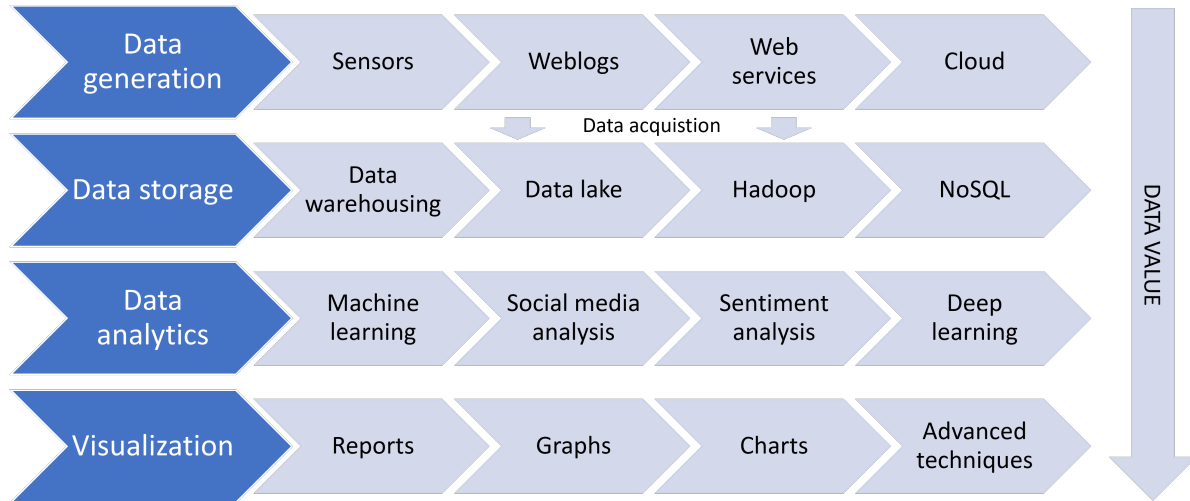 Data
generation
Sensors
Weblogs
Web
services
Cloud
Data acquistion
Data storage
Data
warehousing
Data lake
Hadoop
NoSQL
Data
analytics
Machine
learning
Social media
analysis
Sentiment
analysis
Deep
learning
Visualization
Reports
Graphs
Charts
Advanced
techniques
DATA VALUE